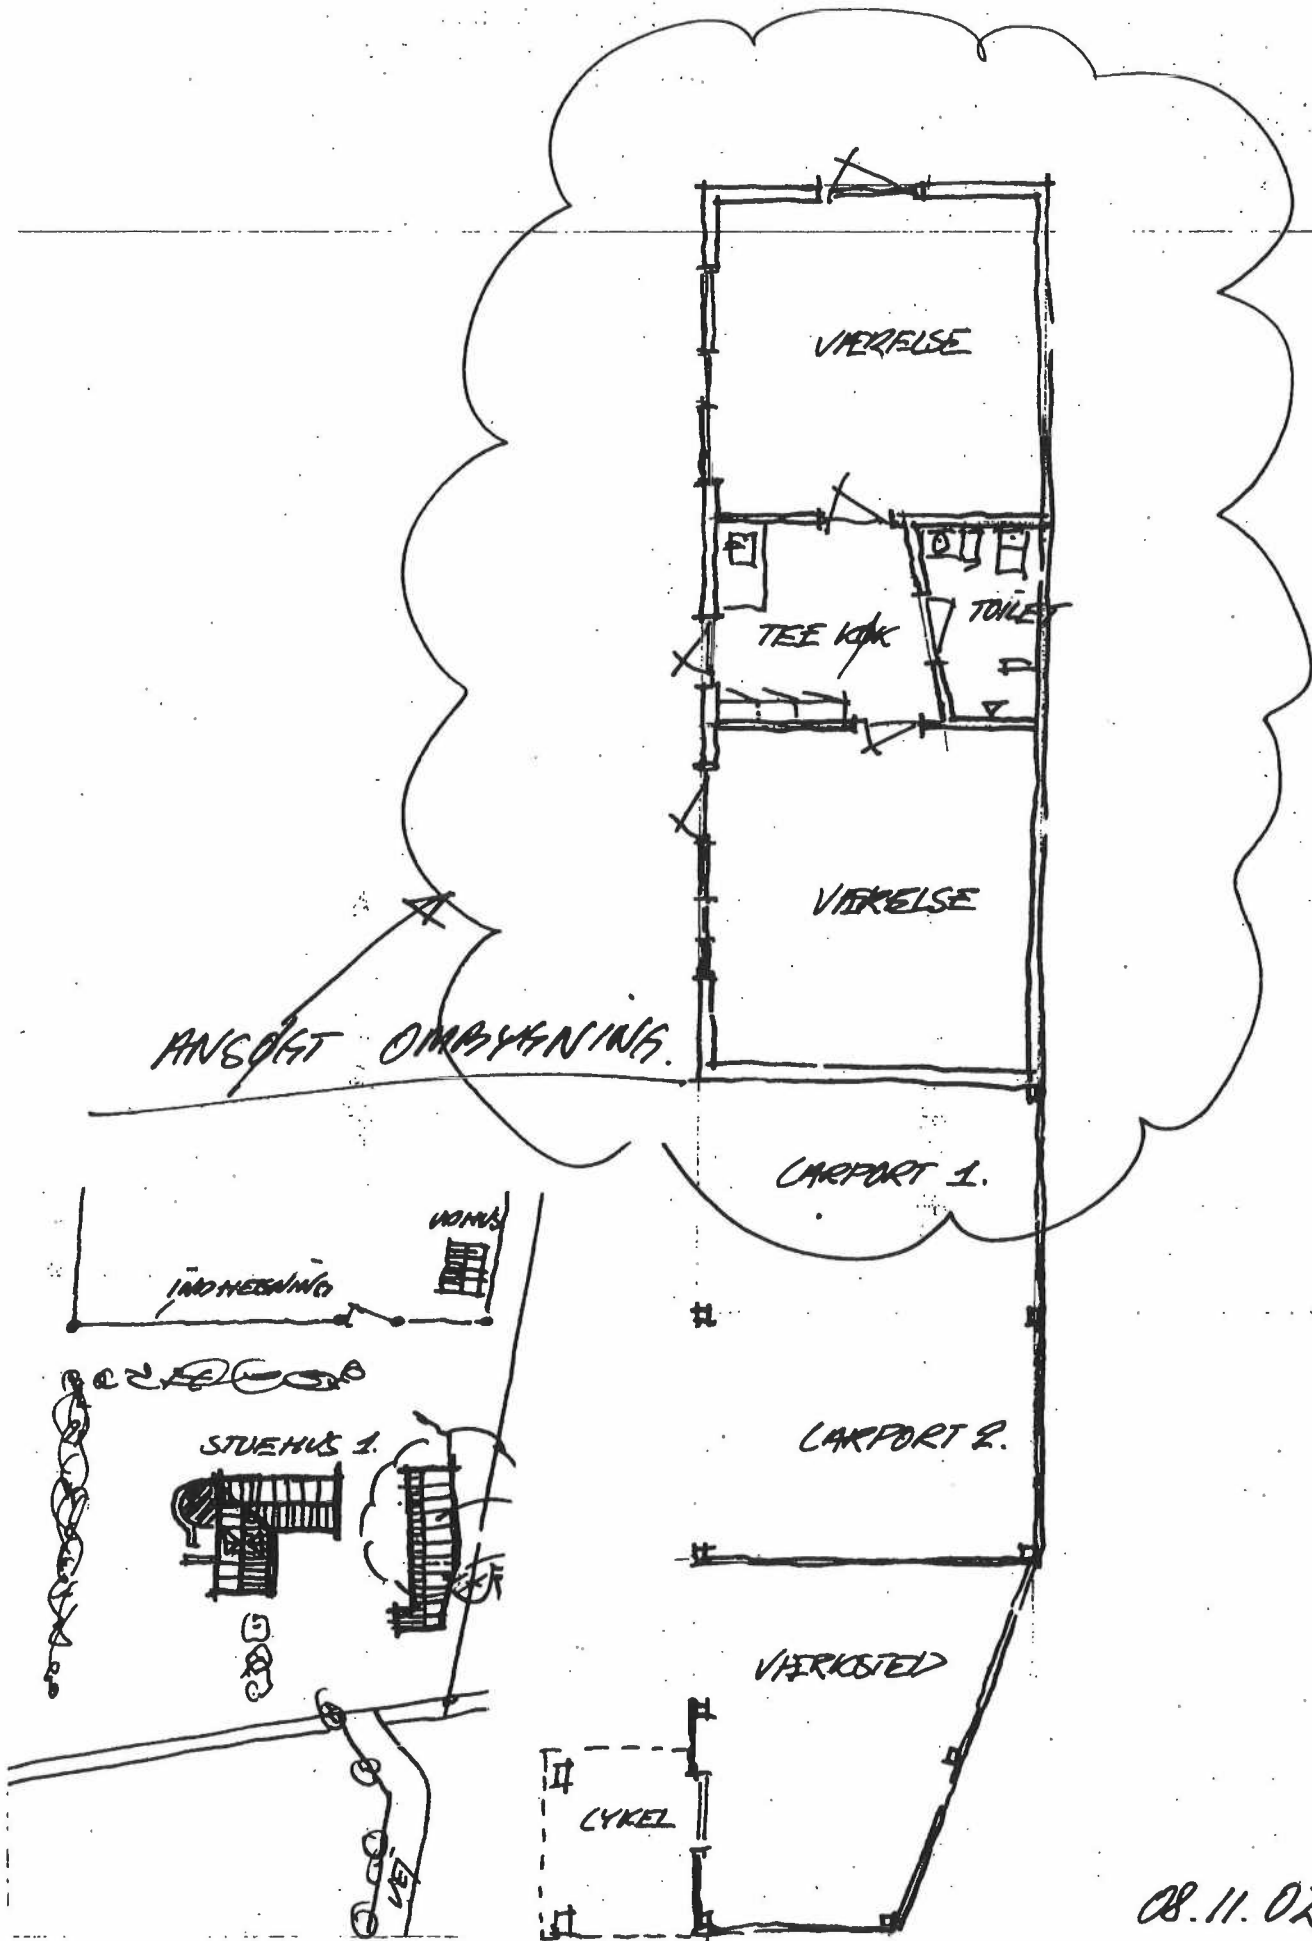 VÆRELSE
TEE KØK
TOILET
VÆRELSE
ANSØGT OMBYGNING.
CARPORT 1.
UDHUS
INDHEGNING
STUEHUS 1.
CARPORT 2.
VÆRKSTED
CYKEL
VEJ
08.11.02